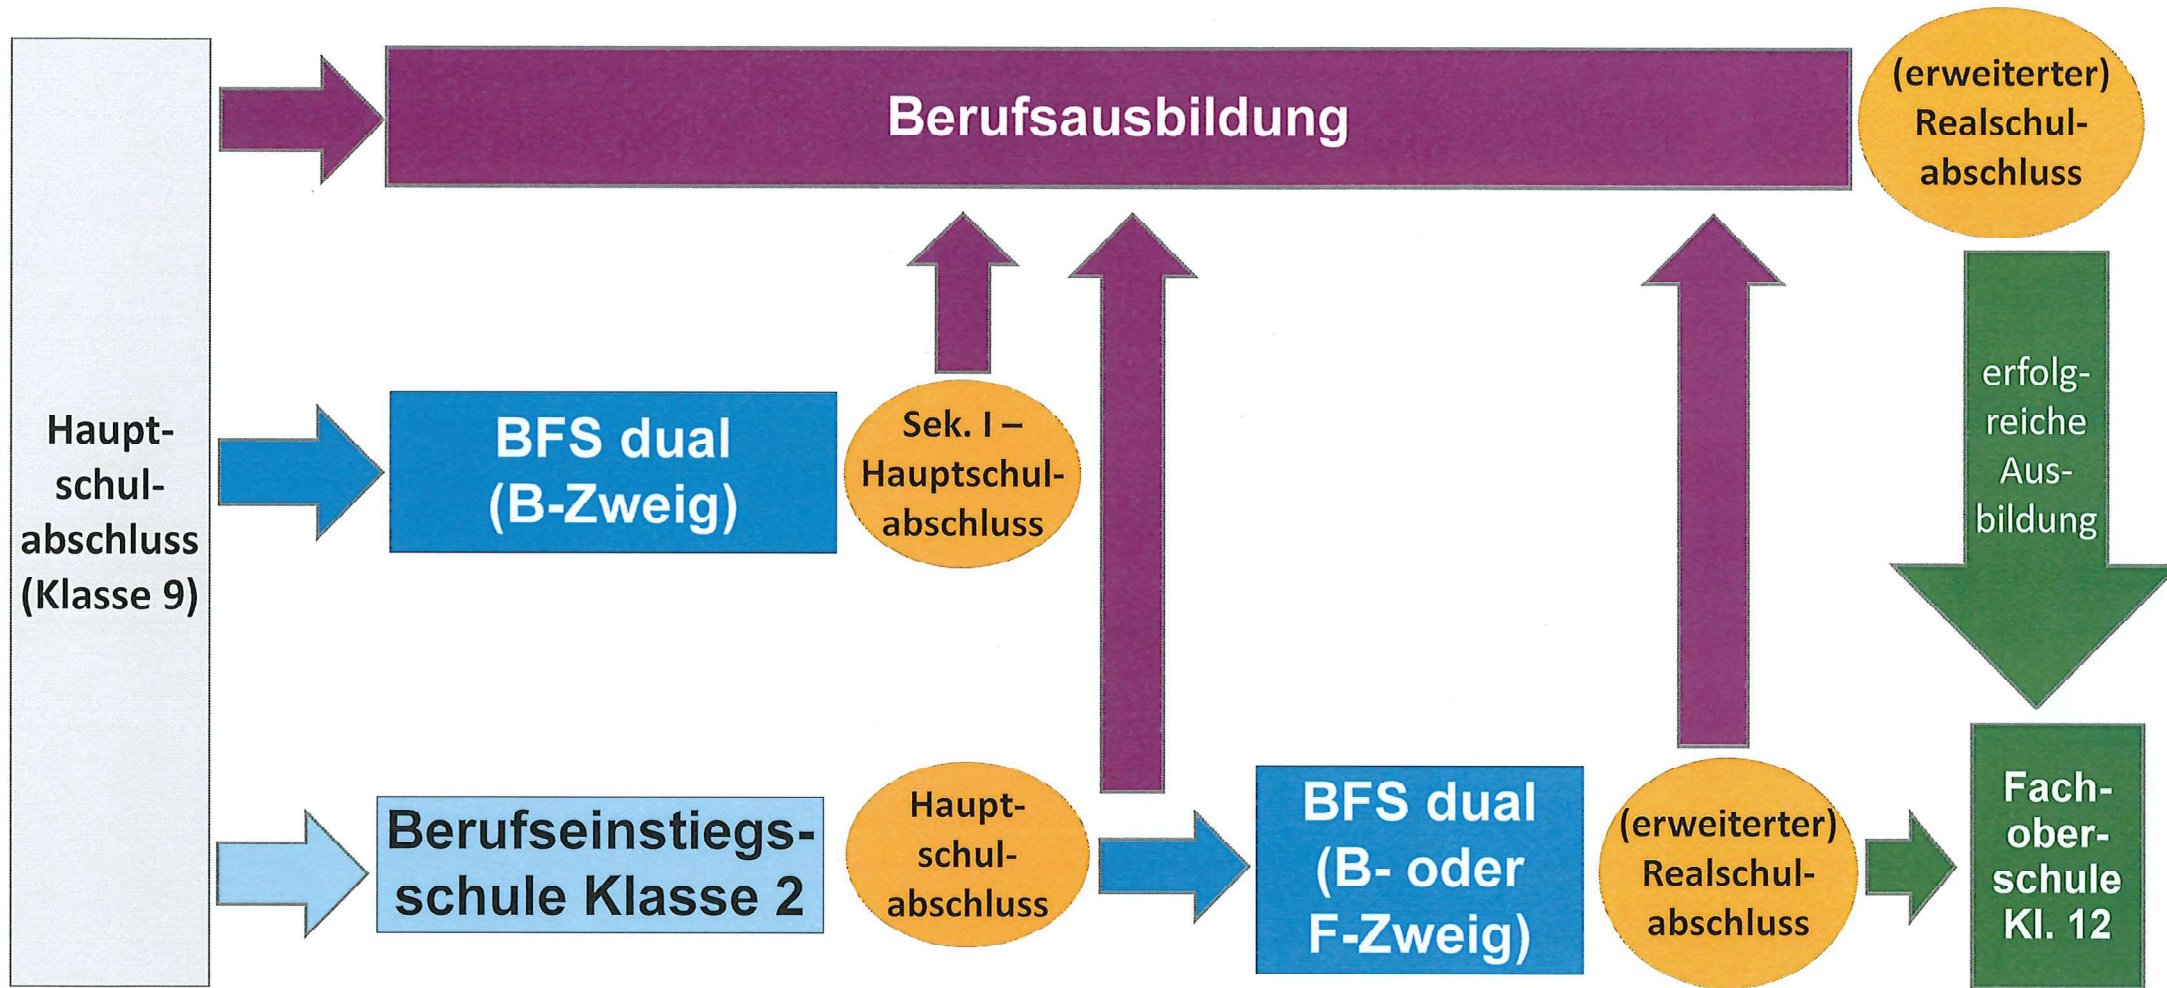 Haupt-
schul-
abschluss
(Klasse 9)
Berufsausbildung
(erweiterter)
Realschul-
abschluss
BFS dual
(B-Zweig)
Sek. I –
Hauptschul-
abschluss
erfolg-
reiche
Aus-
bildung
Berufseinstiegs-
schule Klasse 2
Haupt-
schul-
abschluss
BFS dual
(B- oder
F-Zweig)
(erweiterter)
Realschul-
abschluss
Fach-
ober-
schule
Kl. 12